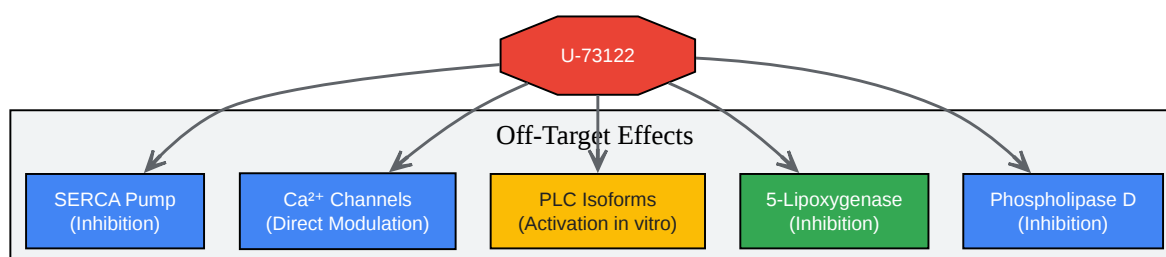 U-73122
Off-Target Effects
SERCA Pump
(Inhibition)
Ca²⁺ Channels
(Direct Modulation)
PLC Isoforms
(Activation in vitro)
5-Lipoxygenase
(Inhibition)
Phospholipase D
(Inhibition)